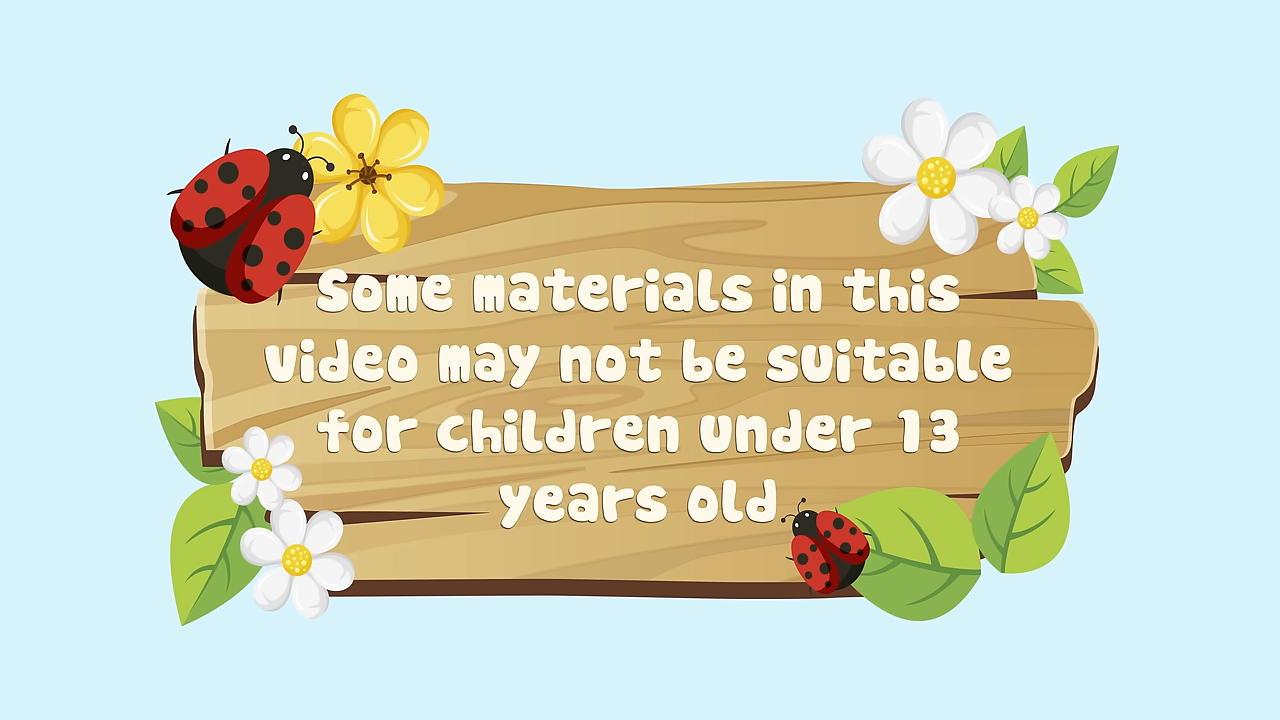 Some materials in this
video may not be suitable
for children under 13
years old